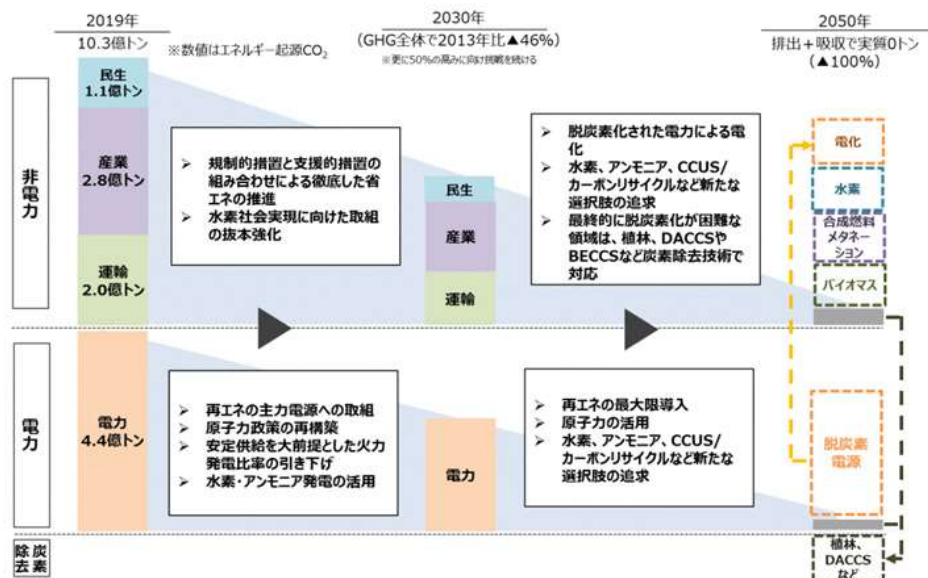 2019年
10.3億トン
※数値はエネルギー起源CO2
2030年
(GHG全体で2013年比▲46%)
※更に50%の高みに向け挑戦を続ける
2050年
排出+吸収で実質0トン
(▲100%)
非電力
民生
1.1億トン
産業
2.8億トン
運輸
2.0億トン
➢ 規制的措置と支援的措置の
組み合わせによる徹底した省
エネの推進
➢ 水素社会実現に向けた取組
の抜本強化
民生
産業
運輸
➢ 脱炭素化された電力による電
化
➢ 水素、アンモニア、CCUS/
カーボンリサイクルなど新たな
選択肢の追求
➢ 最終的に脱炭素化が困難な
領域は、植林、DACCSや
BECCSなど炭素除去技術で
対応
電化
水素
合成燃料
メタネー
ション
バイオマス
電力
電力
4.4億トン
➢ 再エネの主力電源への取組
➢ 原子力政策の再構築
➢ 安定供給を大前提とした火力
発電比率の引き下げ
➢ 水素・アンモニア発電の活用
電力
➢ 再エネの最大限導入
➢ 原子力の活用
➢ 水素、アンモニア、CCUS/
カーボンリサイクルなど新たな
選択肢の追求
脱炭素
電源
炭素
除去
植林、
DACCS
など